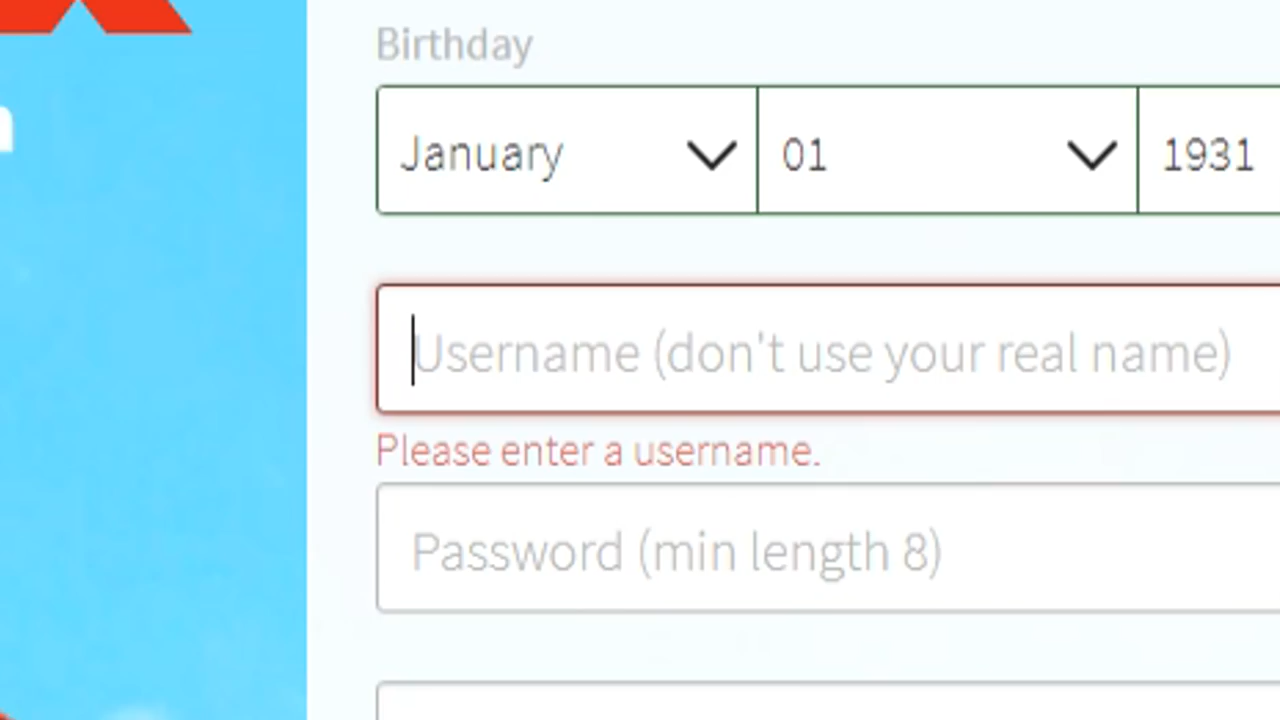 Birthday
January 01 1931
Username (don't use your real name)
Please enter a username.
Password (min length 8)